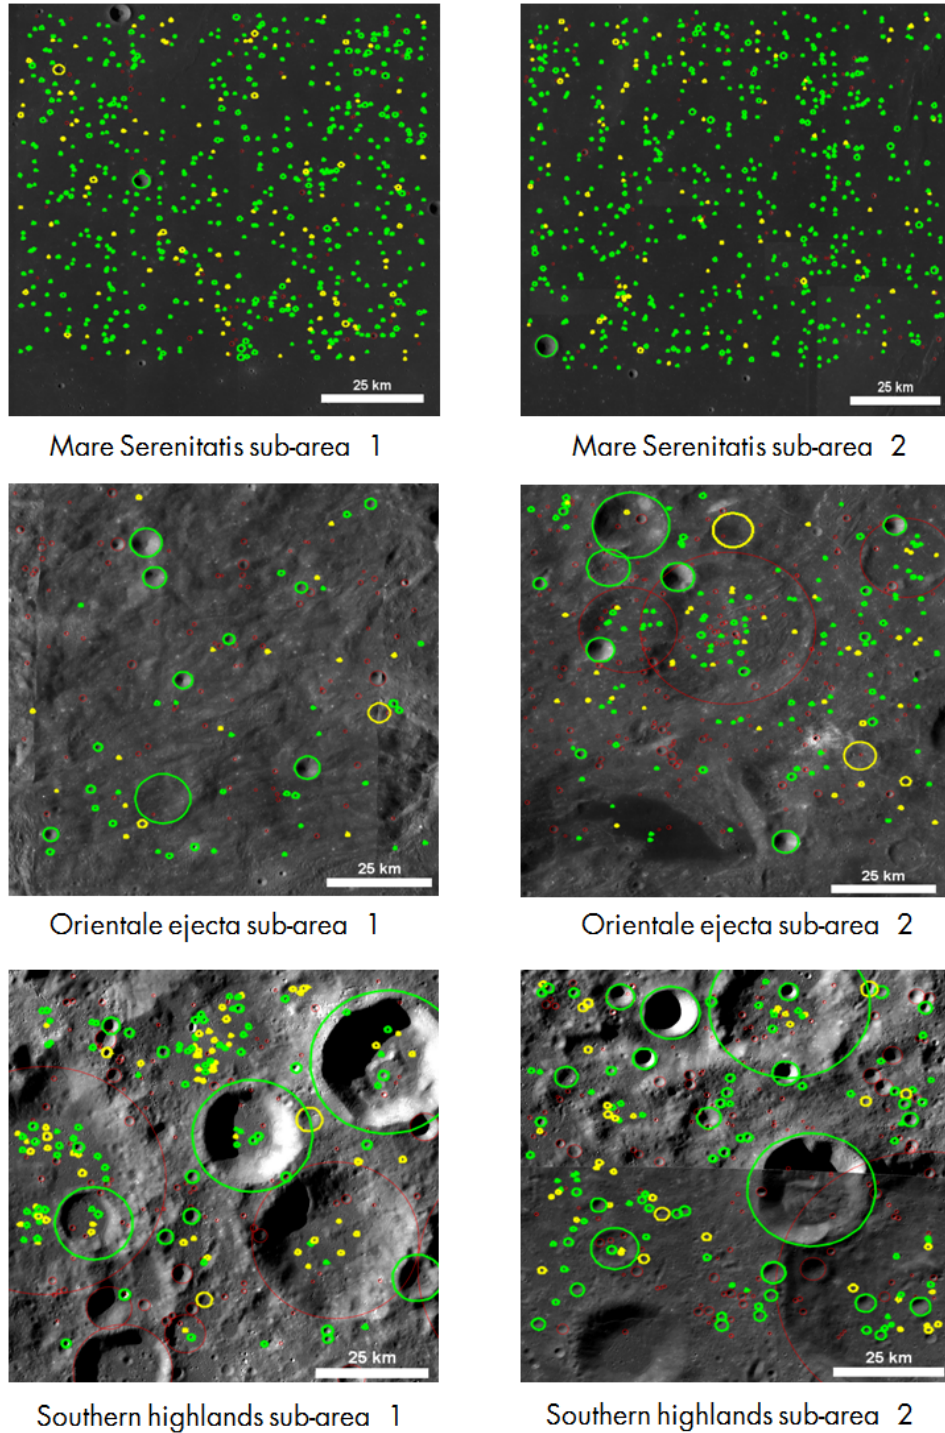 25 km
25 km
Mare Serenitatis sub-area 1
Mare Serenitatis sub-area 2
25 km
25 km
Orientale ejecta sub-area 1
Orientale ejecta sub-area 2
25 km
25 km
Southern highlands sub-area 1
Southern highlands sub-area 2